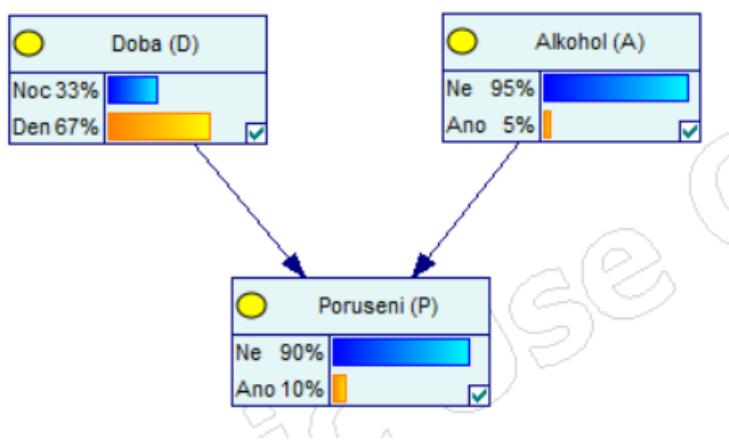 Doba (D)
Noc 33%
Den 67%
Alkohol (A)
Ne 95%
Ano 5%
Poruseni (P)
Ne 90%
Ano 10%